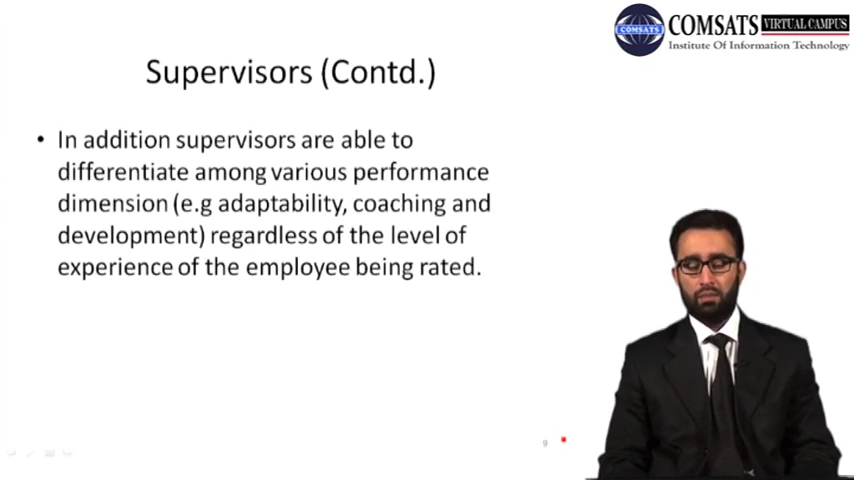 COMSATS VIRTUAL CAMPUS
COMSATS
Institute Of Information Technology
Supervisors (Contd.)
• In addition supervisors are able to
differentiate among various performance
dimension (e.g adaptability, coaching and
development) regardless of the level of
experience of the employee being rated.
9